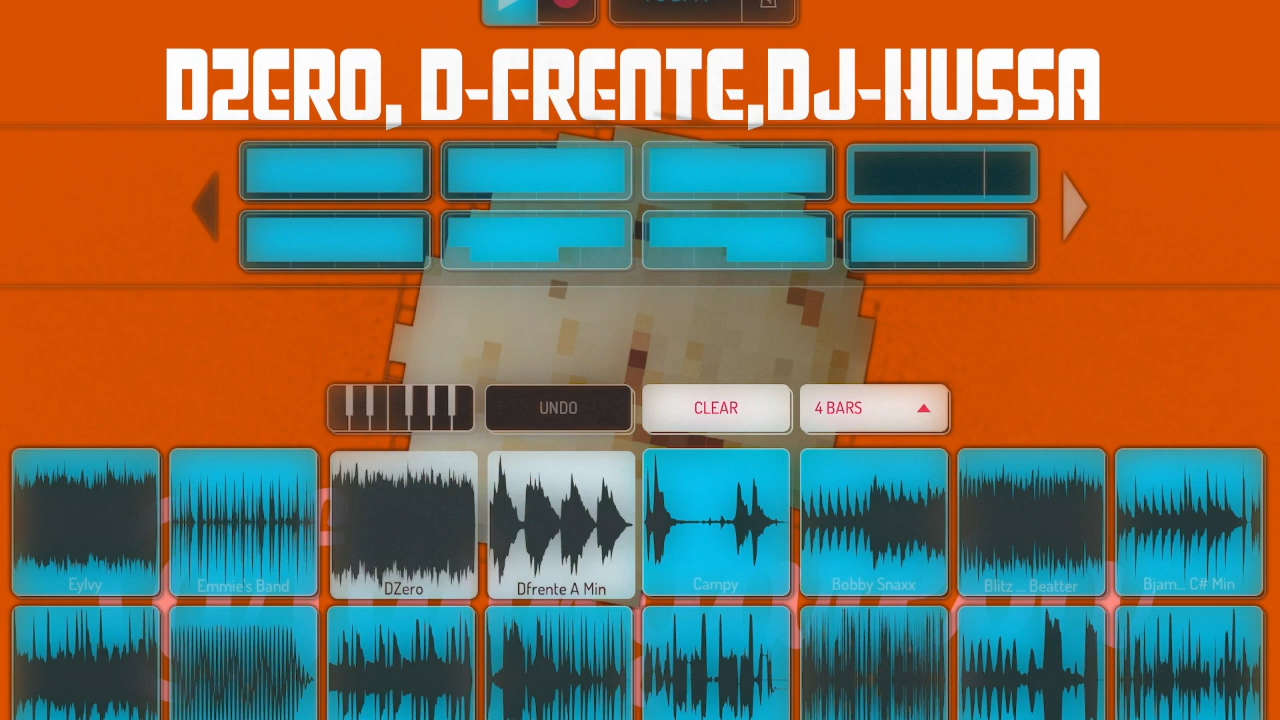 DZERO, D-FRENTE,DJ-HUSSA
UNDO
CLEAR
4 BARS
Eylvy
Emmie's Band
DZero
Dfrente A Min
Campy
Bobby Snaxx
Blitz ... Beatter
Bjam... C# Min